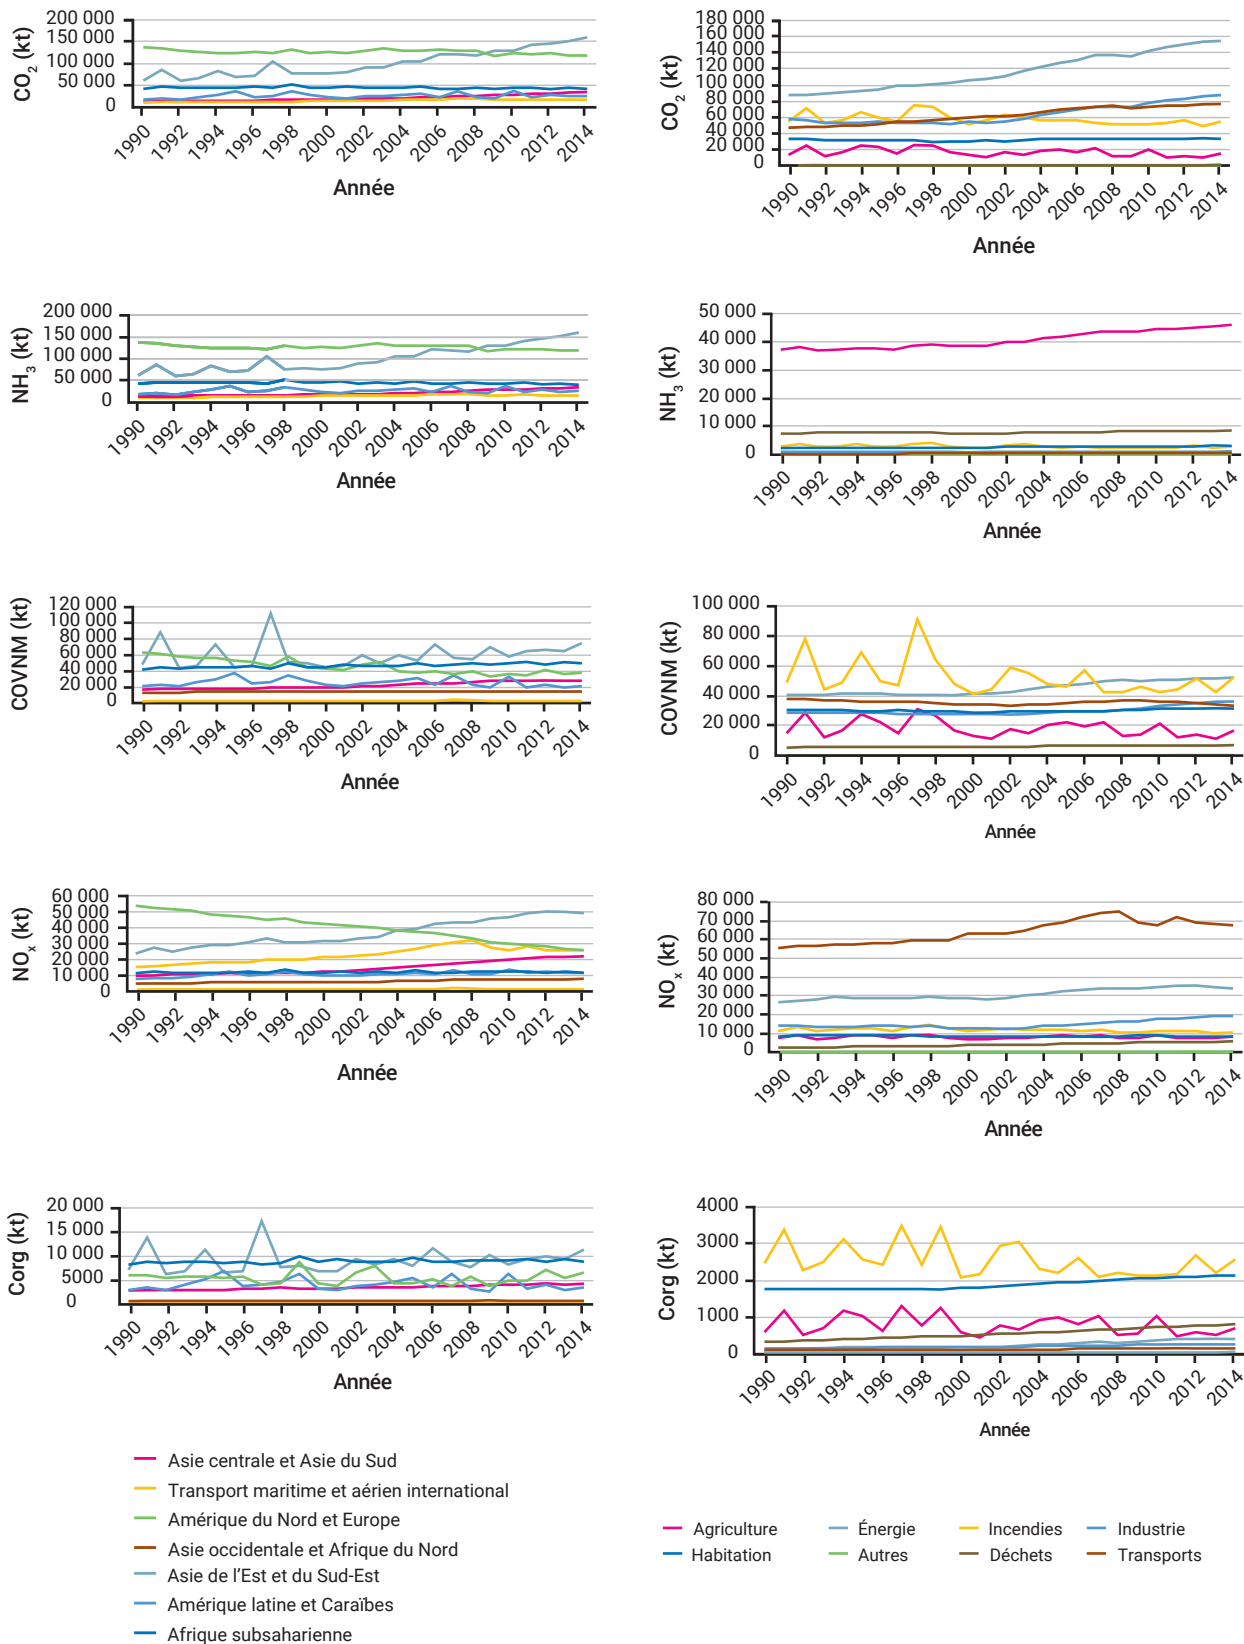 CO2 (kt)
200 000
150 000
100 000
50 000
0
1990 1992 1994 1996 1998 2000 2002 2004 2006 2008 2010 2012 2014
Année
CO2 (kt)
180 000
160 000
140 000
120 000
100 000
80 000
60 000
40 000
20 000
0
1990 1992 1994 1996 1998 2000 2002 2004 2006 2008 2010 2012 2014
Année
NH3 (kt)
200 000
150 000
100 000
50 000
0
1990 1992 1994 1996 1998 2000 2002 2004 2006 2008 2010 2012 2014
Année
NH3 (kt)
50 000
40 000
30 000
20 000
10 000
0
1990 1992 1994 1996 1998 2000 2002 2004 2006 2008 2010 2012 2014
Année
COVNM (kt)
120 000
100 000
80 000
60 000
40 000
20 000
0
1990 1992 1994 1996 1998 2000 2002 2004 2006 2008 2010 2012 2014
Année
COVNM (kt)
100 000
80 000
60 000
40 000
20 000
0
1990 1992 1994 1996 1998 2000 2002 2004 2006 2008 2010 2012 2014
Année
NOx (kt)
60 000
50 000
40 000
30 000
20 000
10 000
0
1990 1992 1994 1996 1998 2000 2002 2004 2006 2008 2010 2012 2014
Année
NOx (kt)
80 000
70 000
60 000
50 000
40 000
30 000
20 000
10 000
0
1990 1992 1994 1996 1998 2000 2002 2004 2006 2008 2010 2012 2014
Année
Corg (kt)
20 000
15 000
10 000
5000
0
1990 1992 1994 1996 1998 2000 2002 2004 2006 2008 2010 2012 2014
Année
Corg (kt)
4000
3000
2000
1000
0
1990 1992 1994 1996 1998 2000 2002 2004 2006 2008 2010 2012 2014
Année
Asie centrale et Asie du Sud
Transport maritime et aérien international
Amérique du Nord et Europe
Asie occidentale et Afrique du Nord
Asie de l'Est et du Sud-Est
Amérique latine et Caraïbes
Afrique subsaharienne
Agriculture Énergie Incendies Industrie
Habitation Autres Déchets Transports